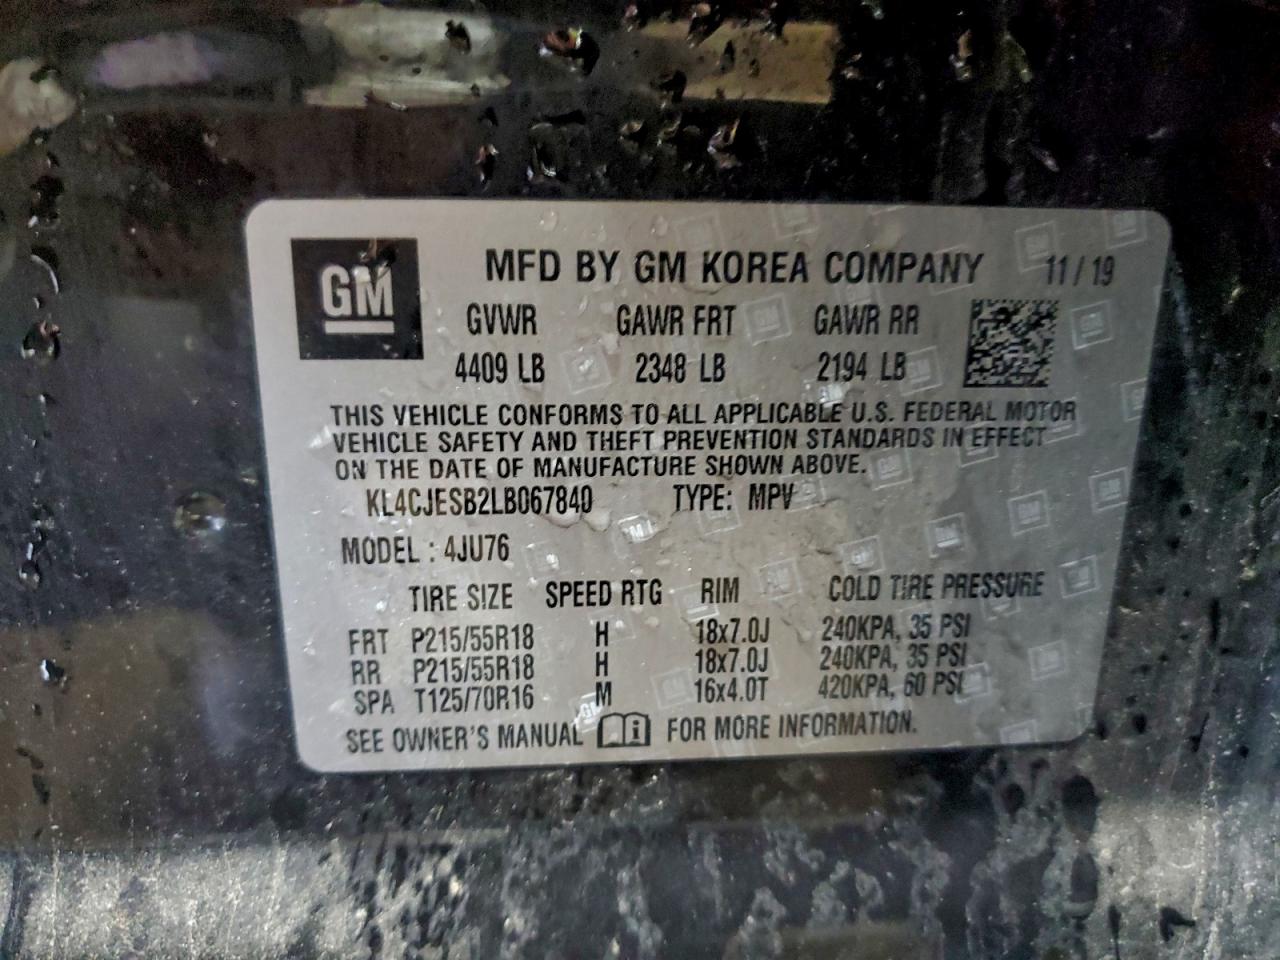 GM
MFD BY GM KOREA COMPANY 11/19
GVWR GAWR FRT GAWR RR
4409 LB 2348 LB 2194 LB
THIS VEHICLE CONFORMS TO ALL APPLICABLE U.S. FEDERAL MOTOR
VEHICLE SAFETY AND THEFT PREVENTION STANDARDS IN EFFECT
ON THE DATE OF MANUFACTURE SHOWN ABOVE.
KL4CJESB2LB067840 TYPE: MPV
MODEL : 4JU76
TIRE SIZE SPEED RTG RIM COLD TIRE PRESSURE
FRT P215/55R18 H 18x7.0J 240KPA, 35 PSI
RR P215/55R18 H 18x7.0J 240KPA, 35 PSI
SPA T125/70R16 M 16x4.0T 420KPA, 60 PSI
SEE OWNER'S MANUAL i FOR MORE INFORMATION.